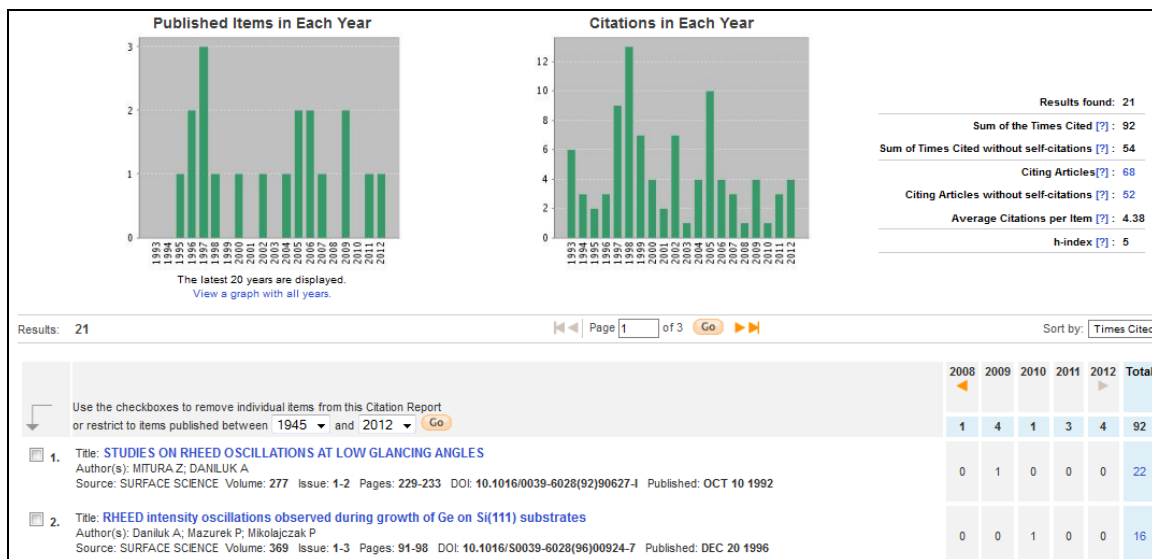 Published Items in Each Year
Citations in Each Year
3
2
1
0
1993 1994 1995 1996 1997 1998 1999 2000 2001 2002 2003 2004 2005 2006 2007 2008 2009 2010 2011 2012
The latest 20 years are displayed.
View a graph with all years.
12
10
8
6
4
2
0
1993 1994 1995 1996 1997 1998 1999 2000 2001 2002 2003 2004 2005 2006 2007 2008 2009 2010 2011 2012
Results found: 21
Sum of the Times Cited [?] : 92
Sum of Times Cited without self-citations [?] : 54
Citing Articles[?] : 68
Citing Articles without self-citations [?] : 52
Average Citations per Item [?] : 4.38
h-index [?] : 5
Results: 21 Page 1 of 3 Go Sort by: Times Cited
2008 2009 2010 2011 2012 Total
Use the checkboxes to remove individual items from this Citation Report
or restrict to items published between 1945 and 2012 Go
1 4 1 3 4 92
1. Title: STUDIES ON RHEED OSCILLATIONS AT LOW GLANCING ANGLES
Author(s): MITURA Z; DANILUK A
Source: SURFACE SCIENCE Volume: 277 Issue: 1-2 Pages: 229-233 DOI: 10.1016/0039-6028(92)90627-I Published: OCT 10 1992
0 1 0 0 0 22
2. Title: RHEED intensity oscillations observed during growth of Ge on Si(111) substrates
Author(s): Daniluk A; Mazurek P; Mikolajczak P
Source: SURFACE SCIENCE Volume: 369 Issue: 1-3 Pages: 91-98 DOI: 10.1016/S0039-6028(96)00924-7 Published: DEC 20 1996
0 0 1 0 0 16